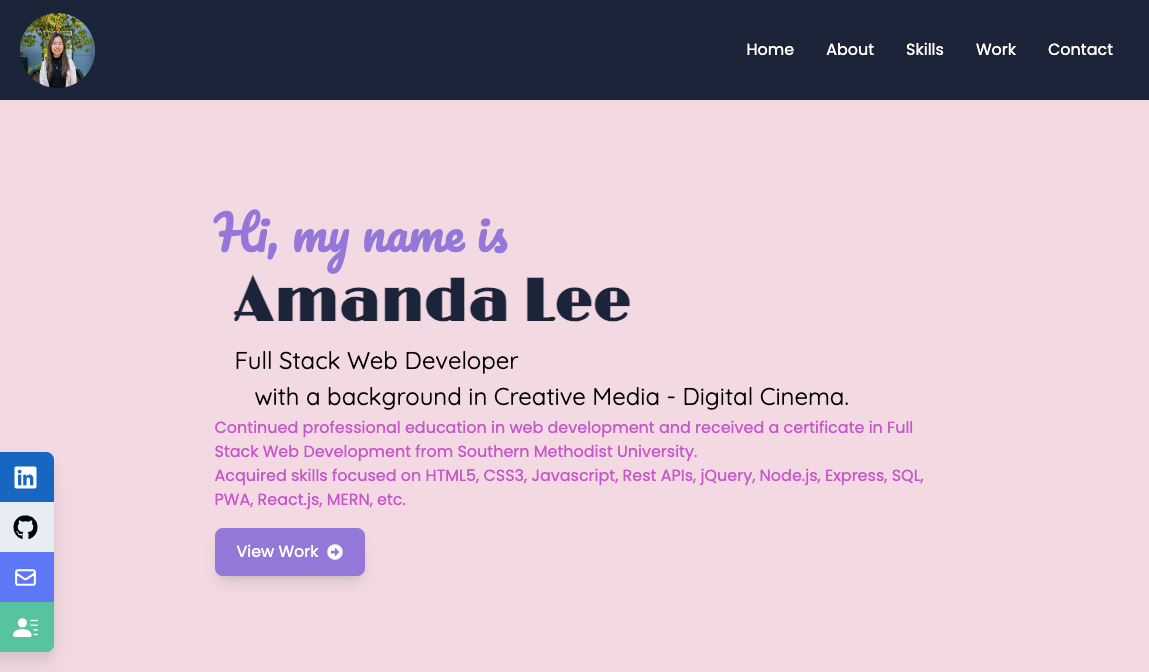 Home About Skills Work Contact
Hi, my name is
Amanda Lee
Full Stack Web Developer
with a background in Creative Media - Digital Cinema.
Continued professional education in web development and received a certificate in Full
Stack Web Development from Southern Methodist University.
Acquired skills focused on HTML5, CSS3, Javascript, Rest APIs, jQuery, Node.js, Express, SQL,
PWA, React.js, MERN, etc.
View Work
in